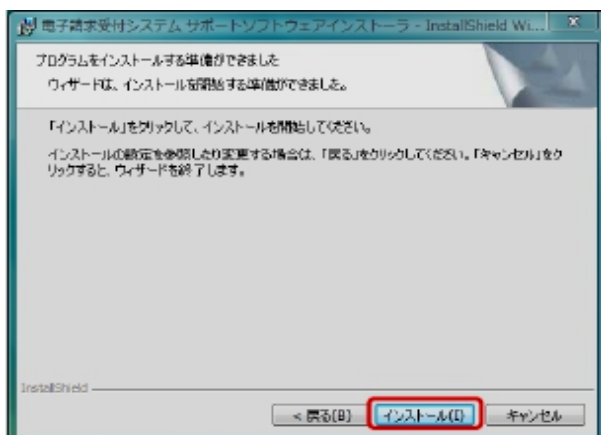 電子請求受付システム サポートソフトウェアインストーラ - InstallShield Wi...
プログラムをインストールする準備ができました
ウィザードは、インストールを開始する準備ができました。
「インストール」をクリックして、インストールを開始してください。
インストールの設定を参照したり変更する場合は、「戻る」をクリックしてください。「キャンセル」をク
リックすると、ウィザードを終了します。
InstallShield
< 戻る(B)
インストール(I)
キャンセル